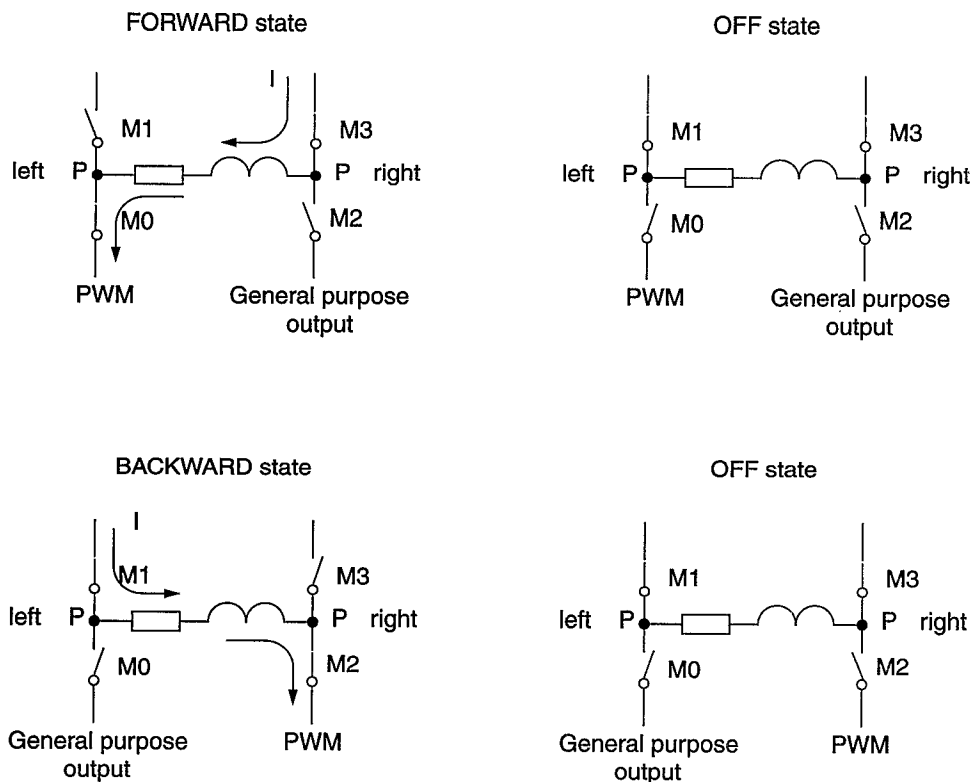 FORWARD state
OFF state
I
M1
M3
left P
P right
M0
M2
PWM
General purpose
output
M1
M3
left P
P right
M0
M2
PWM
General purpose
output
BACKWARD state
OFF state
I
M1
M3
left P
P right
M0
M2
General purpose
output
PWM
M1
M3
left P
P right
M0
M2
General purpose
output
PWM